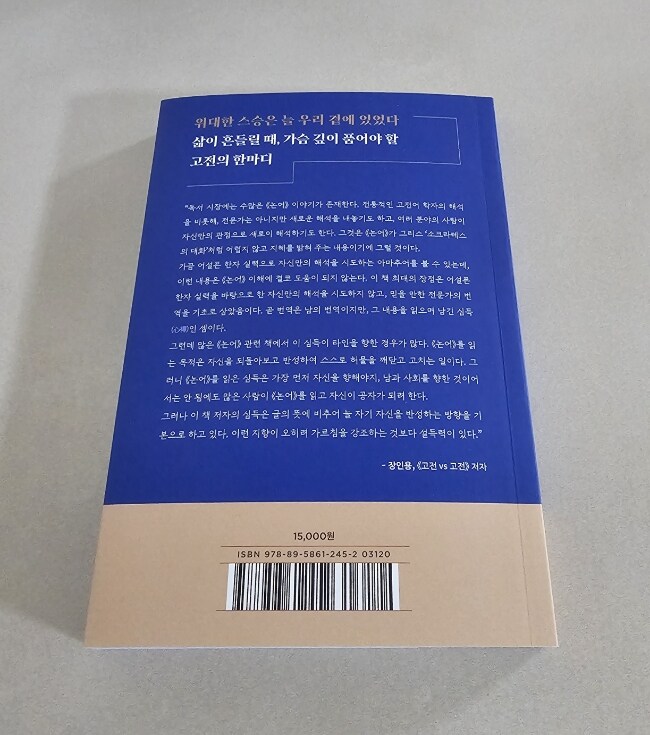 위대한 스승은 늘 우리 곁에 있었다
삶이 흔들릴 때, 가슴 깊이 품어야 할
고전의 한마디
“독서 시장에는 수많은 《논어》 이야기가 존재한다. 전통적인 고전어 학자의 해석
을 비롯해, 전문가는 아니지만 새로운 해석을 내놓기도 하고, 여러 분야의 사람이
자신만의 관점으로 새로이 해석하기도 한다. 그것은 《논어》가 그리스 ‘소크라테스
의 대화’처럼 어렵지 않고 지혜를 밝혀 주는 내용이기에 그럴 것이다.
가끔 어설픈 한자 실력으로 자신만의 해석을 시도하는 아마추어를 볼 수 있는데,
이런 내용은 《논어》 이해에 결코 도움이 되지 않는다. 이 책 최대의 장점은 어설픈
한자 실력을 바탕으로 한 자신만의 해석을 시도하지 않고, 믿을 만한 전문가의 번
역을 기초로 삼았음이다. 곧 번역은 남의 번역이지만, 그 내용을 읽으며 남긴 심득
(心得)인 셈이다.
그런데 많은 《논어》 관련 책에서 이 심득이 타인을 향한 경우가 많다. 《논어》를 읽
는 목적은 자신을 되돌아보고 반성하여 스스로 허물을 깨닫고 고치는 일이다. 그
러니 《논어》를 읽은 심득은 가장 먼저 자신을 향해야지, 남과 사회를 향한 것이어
서는 안 됨에도 많은 사람이 《논어》를 읽고 자신이 공자가 되려 한다.
그러나 이 책 저자의 심득은 글의 뜻에 비추어 늘 자기 자신을 반성하는 방향을 기
본으로 하고 있다. 이런 지향이 오히려 가르침을 강조하는 것보다 설득력이 있다.”
- 장인용, 《고전 vs 고전》 저자
15,000원
ISBN 978-89-5861-245-2 03120